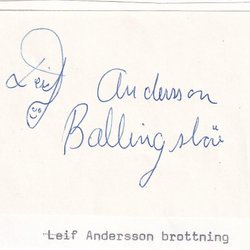 Leif Andersson
Ballingslöv
Leif Andersson brottning